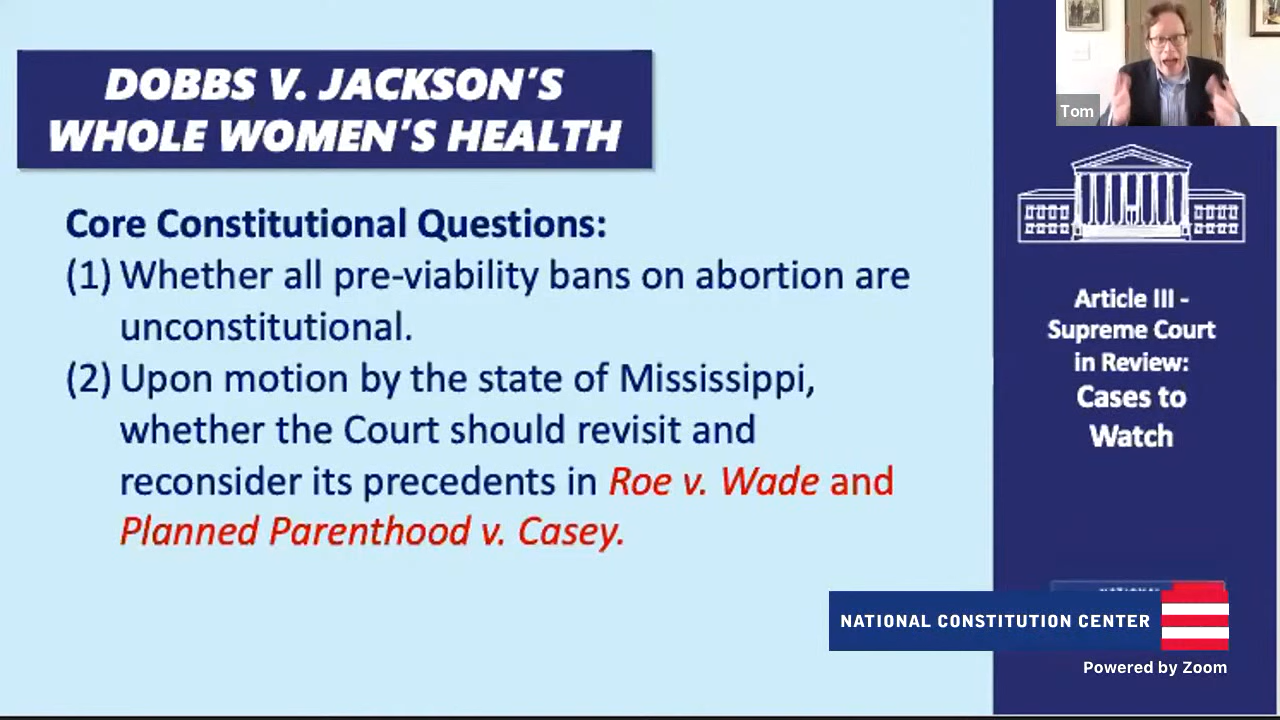 DOBBS V. JACKSON'S
WHOLE WOMEN'S HEALTH
Core Constitutional Questions:
(1) Whether all pre-viability bans on abortion are
unconstitutional.
(2) Upon motion by the state of Mississippi,
whether the Court should revisit and
reconsider its precedents in Roe v. Wade and
Planned Parenthood v. Casey.
Tom
Article III -
Supreme Court
in Review:
Cases to
Watch
NATIONAL CONSTITUTION CENTER
Powered by Zoom